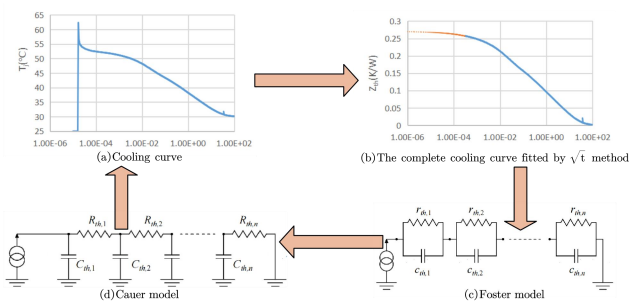 65
60
55
50
45
40
35
30
25
Tⱼ(℃)
1.00E-06 1.00E-04 1.00E-02 1.00E+00 1.00E+02
(a)Cooling curve
0.3
0.25
0.2
0.15
0.1
0.05
0
Zth(K/W)
1.00E-06 1.00E-04 1.00E-02 1.00E+00 1.00E+02
(b)The complete cooling curve fitted by √t method
Rth,1 Rth,2 Rth,n
Cth,1 Cth,2 Cth,n
(d)Cauer model
rth,1 rth,2 rth,n
cth,1 cth,2 cth,n
(c)Foster model